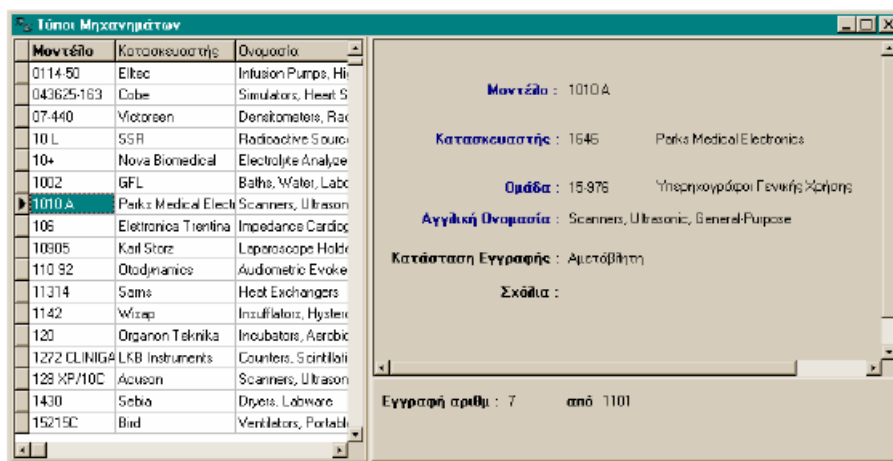 Τύποι Μηχανημάτων
Μοντέλο Κατασκευαστής Ονομασία
0114-50 Eltec Infusion Pumps, Hi
043625-163 Cobe Simulators, Heart S
07-440 Victoreen Densitometers, Rad
10 L SSR Radioactive Sourc
10+ Nova Biomedical Electrolyte Analyze
1002 GFL Baths, Water, Labo
1010 A Parks Medical Elect Scanners, Ultrason
106 Elettronica Trentina Impedance Cardiog
10905 Karl Storz Laparoscope Holde
110 92 Otodynamics Audiometric Evoke
11314 Sarns Heat Exchangers
1142 Wisap Insufflators, Hystero
120 Organon Teknika Incubators, Aerobic
1272 CLINIGA LKB Instruments Counters, Scintillati
128 XP/10C Acuson Scanners, Ultrason
1430 Sebia Dryers, Labware
15215C Bird Ventilators, Portabl
Μοντέλο : 1010 A
Κατασκευαστής : 1646 Parks Medical Electronics
Ομάδα : 15-976 Υπερηχογράφοι Γενικής Χρήσης
Αγγλική Ονομασία : Scanners, Ultrasonic, General-Purpose
Κατάσταση Εγγραφής : Αμετάβλητη
Σχόλια :
Εγγραφή αριθμ : 7 από 1101